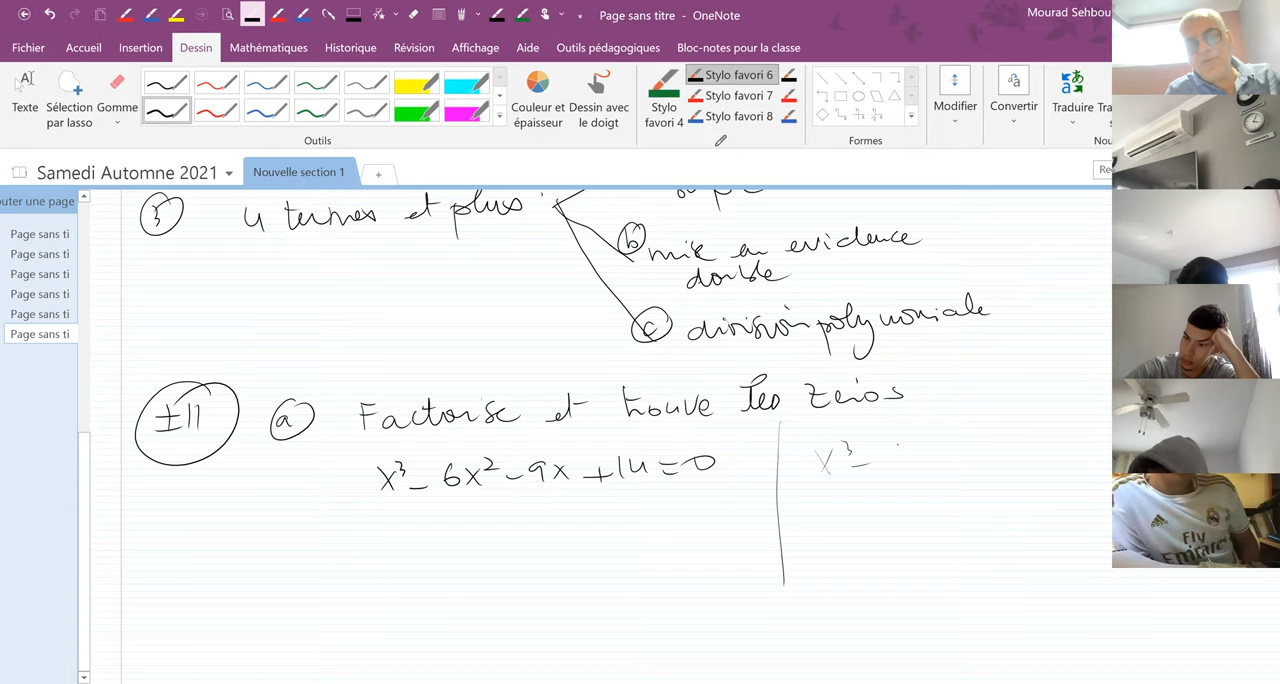 Page sans titre - OneNote
Mourad Sehbou
Fichier Accueil Insertion Dessin Mathématiques Historique Révision Affichage Aide Outils pédagogiques Bloc-notes pour la classe
Texte
Sélection par lasso
Gomme
Couleur et épaisseur
Dessin avec le doigt
Stylo favori 4
Stylo favori 6
Stylo favori 7
Stylo favori 8
Modifier
Convertir
Traduire
Outils
Formes
Samedi Automne 2021
Nouvelle section 1
outer une page
Page sans ti
Page sans ti
Page sans ti
Page sans ti
Page sans ti
Page sans ti
3 4 termes et plus
b mise en evidence
double
c division polynomiale
±11 a Factorise et trouve les zéros
x³ - 6x² - 9x + 14 = 0
x³ -
Fly
Emirates